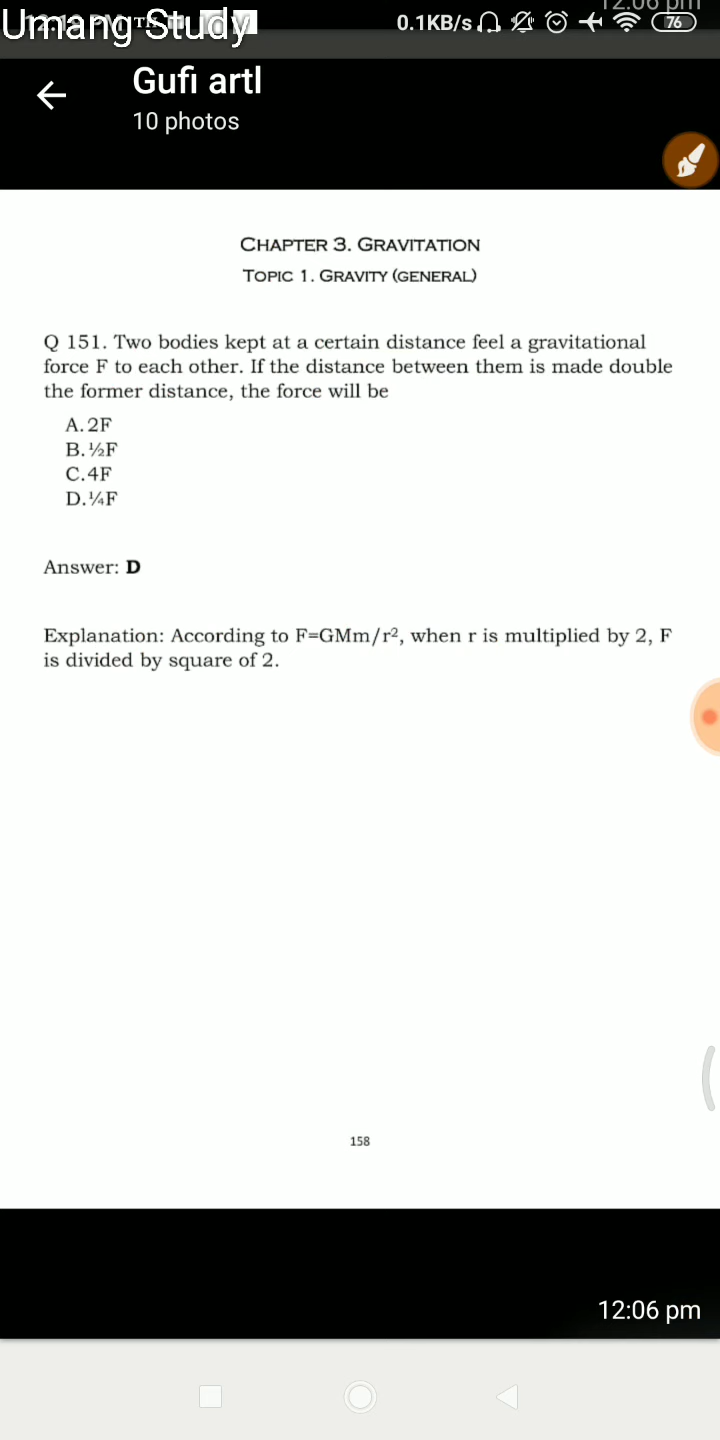 Umang Study
0.1KB/s
76
Gufi artl
10 photos
CHAPTER 3. GRAVITATION
TOPIC 1. GRAVITY (GENERAL)
Q 151. Two bodies kept at a certain distance feel a gravitational
force F to each other. If the distance between them is made double
the former distance, the force will be
A. 2F
B. ½F
C. 4F
D. ¼F
Answer: D
Explanation: According to F=GMm/r², when r is multiplied by 2, F
is divided by square of 2.
158
12:06 pm